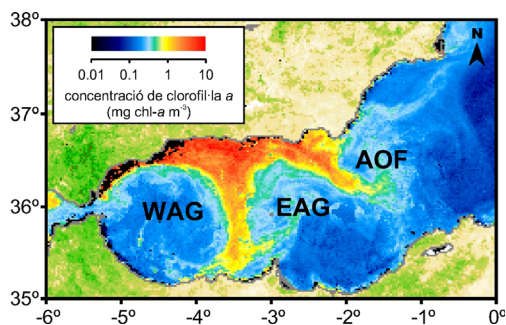 38º
37º
36º
35º
0.01 0.1 1 10
concentració de clorofil·la a
(mg chl-a m⁻³)
N
WAG
EAG
AOF
-6º -5º -4º -3º -2º -1º 0º